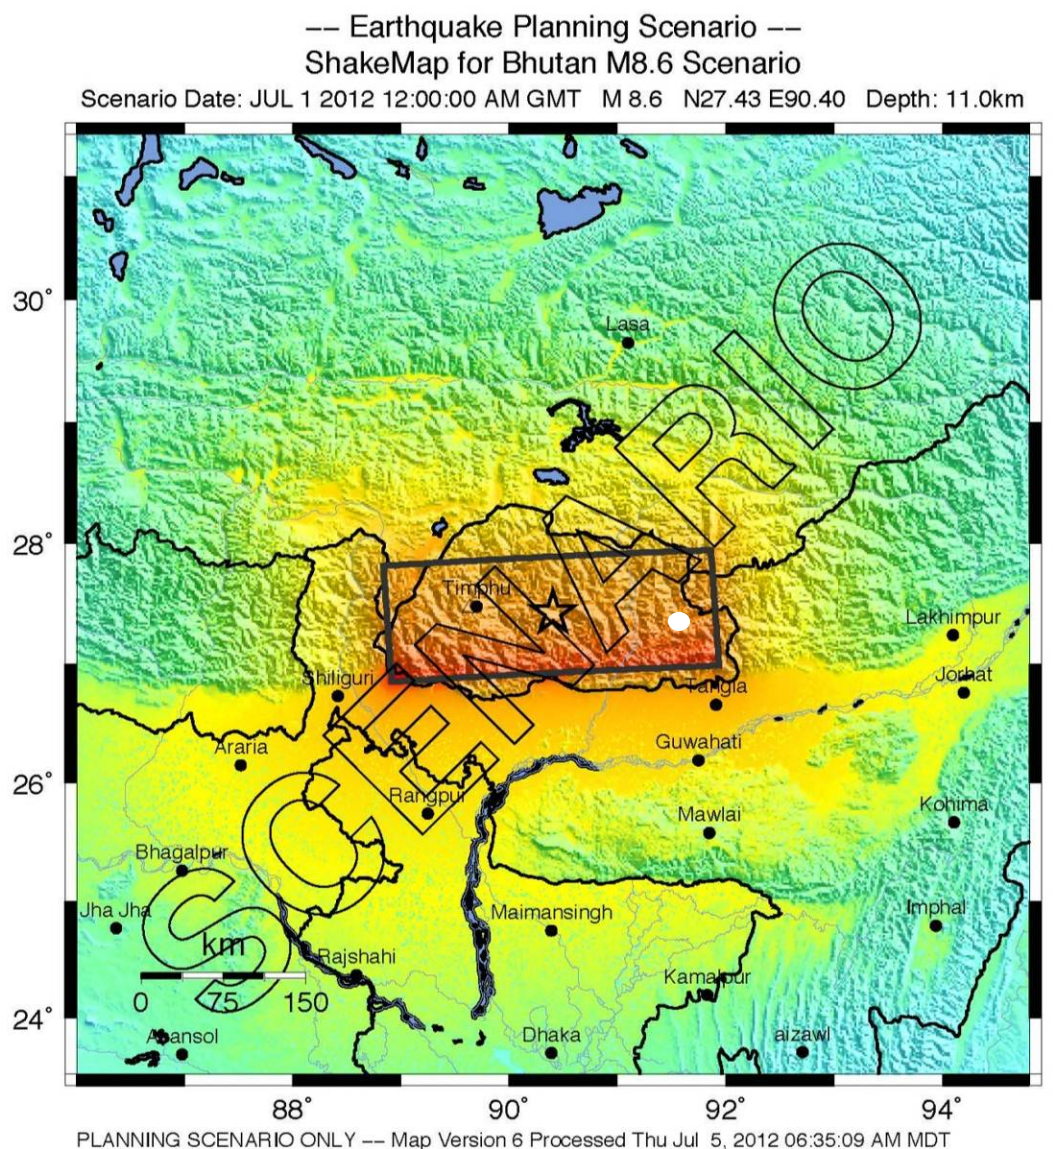 -- Earthquake Planning Scenario --
ShakeMap for Bhutan M8.6 Scenario
Scenario Date: JUL 1 2012 12:00:00 AM GMT M 8.6 N27.43 E90.40 Depth: 11.0km
30˚
Lasa
SCENARIO
28˚
Timphu
Lakhimpur
Shiliguri
Tangla
Jorhat
Araria
Guwahati
26˚
Rangpur
Mawlai
Kohima
Bhagalpur
Jha Jha
Maimansingh
Imphal
km
Rajshahi
0 75 150
Kamalpur
24˚
Asansol
Dhaka
aizawl
88˚ 90˚ 92˚ 94˚
PLANNING SCENARIO ONLY -- Map Version 6 Processed Thu Jul 5, 2012 06:35:09 AM MDT